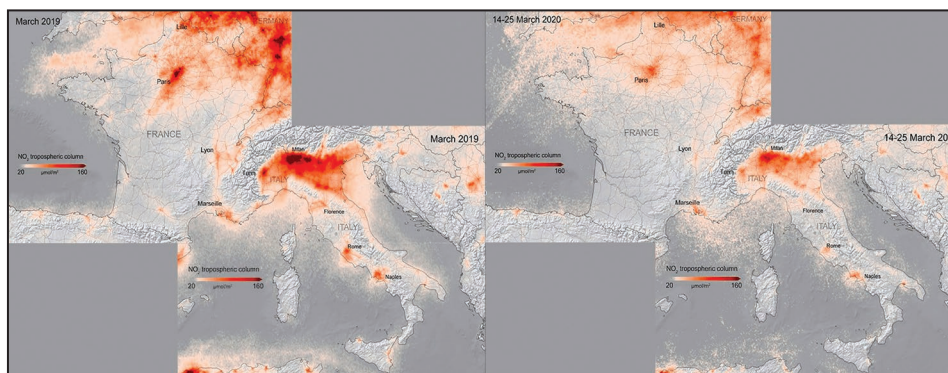 March 2019
Lille
GERMANY
Paris
FRANCE
Lyon
NO₂ tropospheric column
20
160
µmol/m²
Marseille
March 2019
Milan
Turin
ITALY
Florence
ITALY
Rome
Naples
NO₂ tropospheric column
20
160
µmol/m²
14-25 March 2020
Lille
GERMANY
Paris
FRANCE
Lyon
NO₂ tropospheric column
20
160
µmol/m²
Marseille
14-25 March 20
Milan
Turin
ITALY
Florence
ITALY
Rome
Naples
NO₂ tropospheric column
20
160
µmol/m²